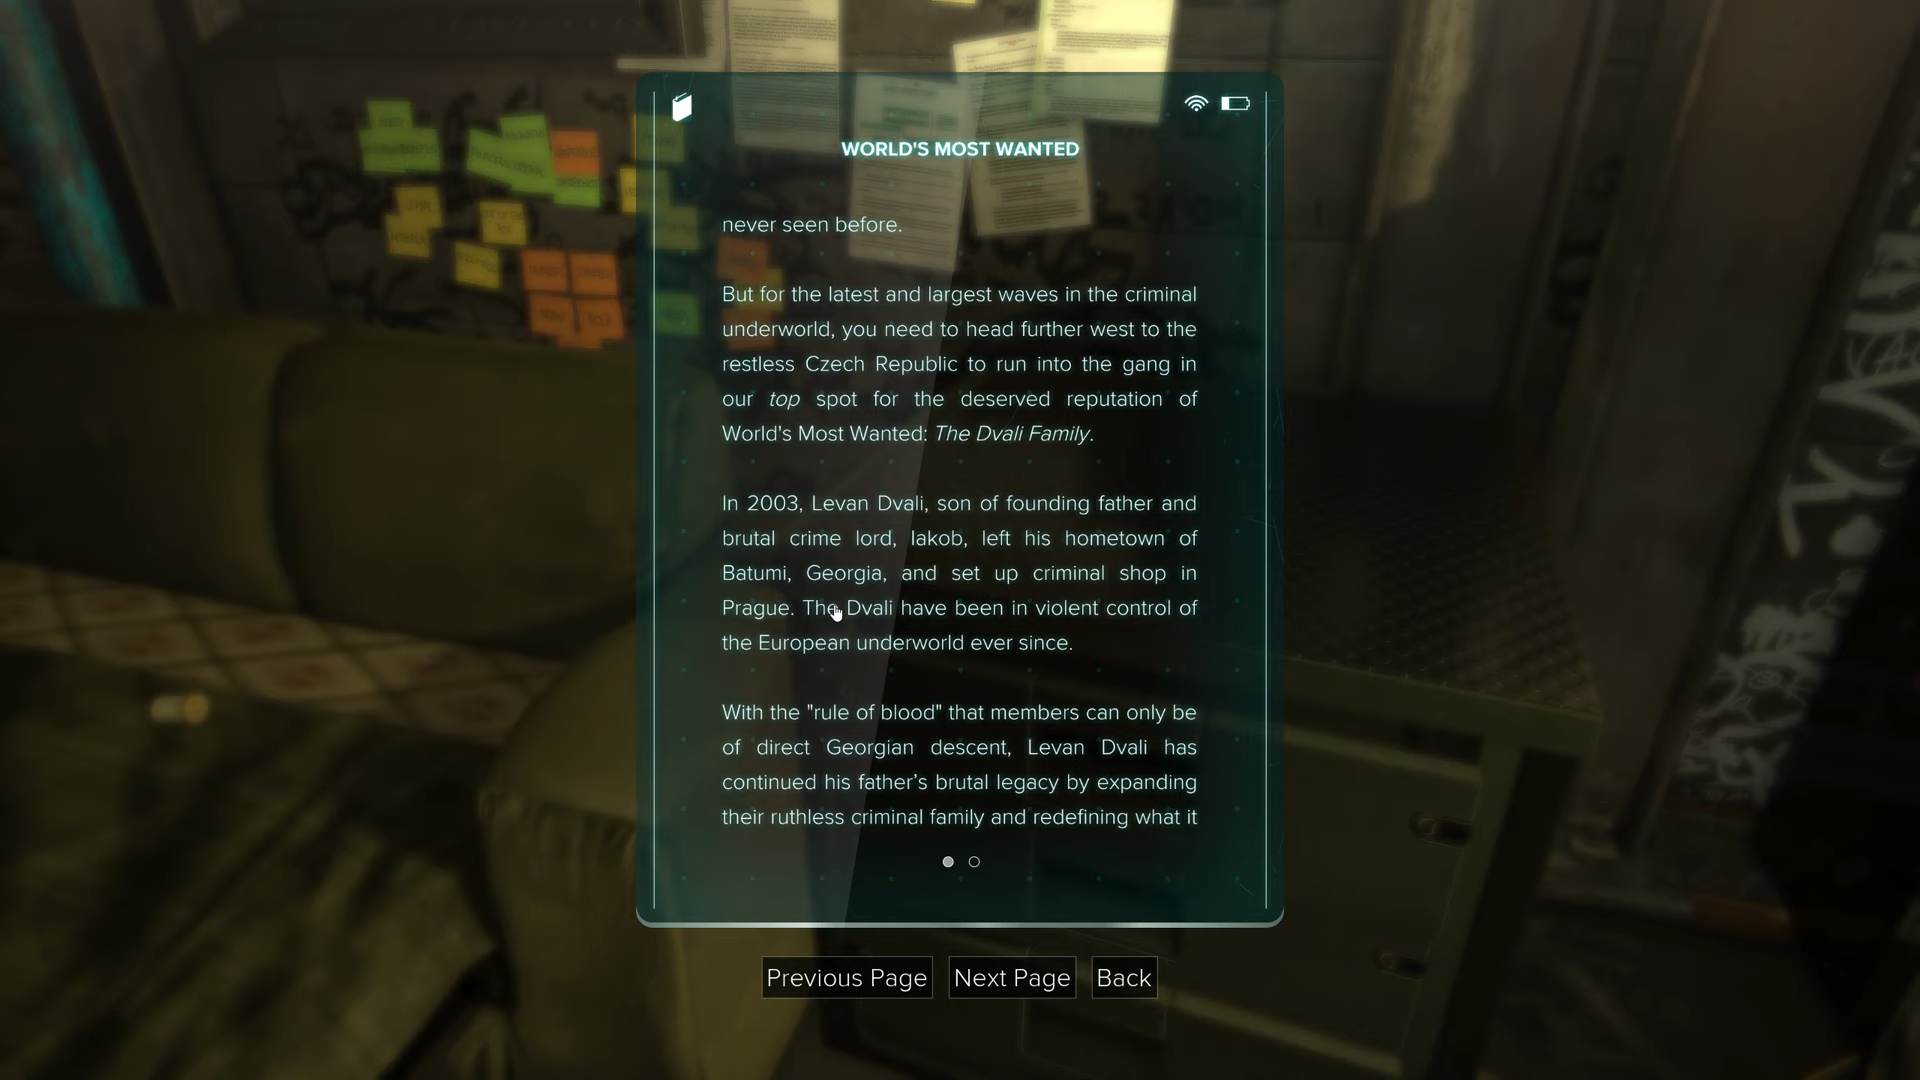 WORLD'S MOST WANTED
never seen before.
But for the latest and largest waves in the criminal
underworld, you need to head further west to the
restless Czech Republic to run into the gang in
our top spot for the deserved reputation of
World's Most Wanted: The Dvali Family.
In 2003, Levan Dvali, son of founding father and
brutal crime lord, Iakob, left his hometown of
Batumi, Georgia, and set up criminal shop in
Prague. The Dvali have been in violent control of
the European underworld ever since.
With the "rule of blood" that members can only be
of direct Georgian descent, Levan Dvali has
continued his father’s brutal legacy by expanding
their ruthless criminal family and redefining what it
Previous Page Next Page Back